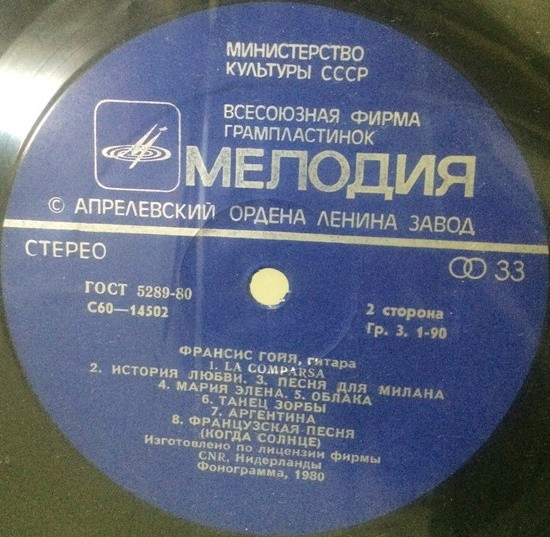 МИНИСТЕРСТВО
КУЛЬТУРЫ СССР
ВСЕСОЮЗНАЯ ФИРМА
ГРАМПЛАСТИНОК
МЕЛОДИЯ
© АПРЕЛЕВСКИЙ ОРДЕНА ЛЕНИНА ЗАВОД
СТЕРЕО
33
ГОСТ 5289-80
С60—14502
2 сторона
Гр. 3. 1-90
ФРАНСИС ГОЙЯ, гитара
1. LA COMPARSA
2. ИСТОРИЯ ЛЮБВИ. 3. ПЕСНЯ ДЛЯ МИЛАНА
4. МАРИЯ ЭЛЕНА. 5. ОБЛАКА
6. ТАНЕЦ ЗОРБЫ
7. АРГЕНТИНА
8. ФРАНЦУЗСКАЯ ПЕСНЯ
(КОГДА СОЛНЦЕ)
Изготовлено по лицензии фирмы
CNR, Нидерланды
Фонограмма, 1980